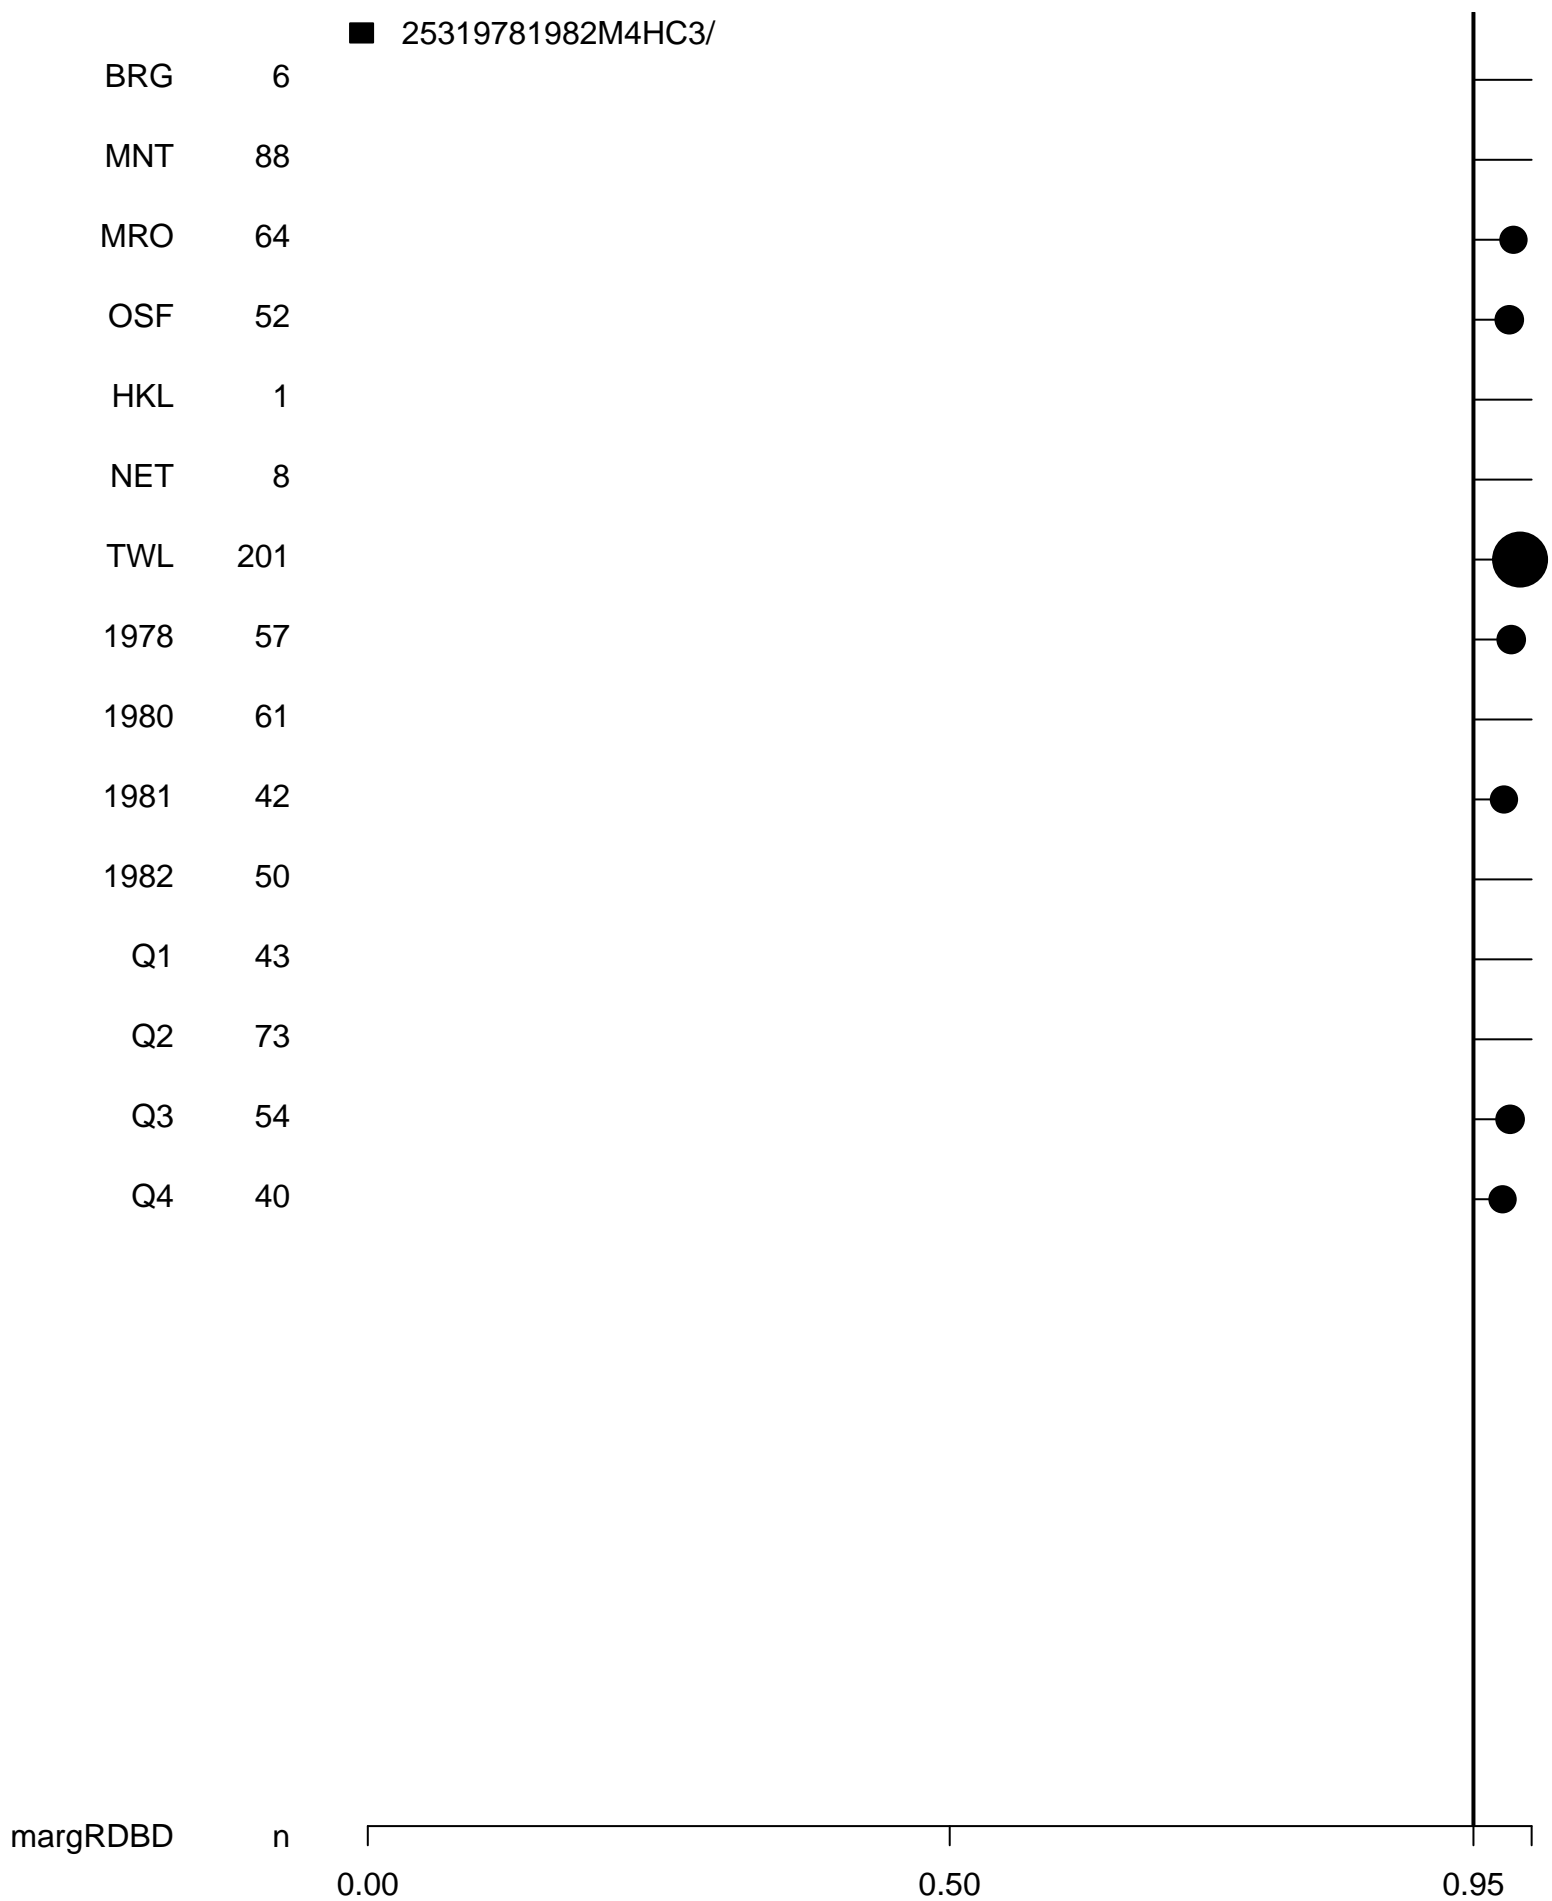 25319781982M4HC3/
BRG 6
MNT 88
MRO 64
OSF 52
HKL 1
NET 8
TWL 201
1978 57
1980 61
1981 42
1982 50
Q1 43
Q2 73
Q3 54
Q4 40
margRDBD n
0.00 0.50 0.95